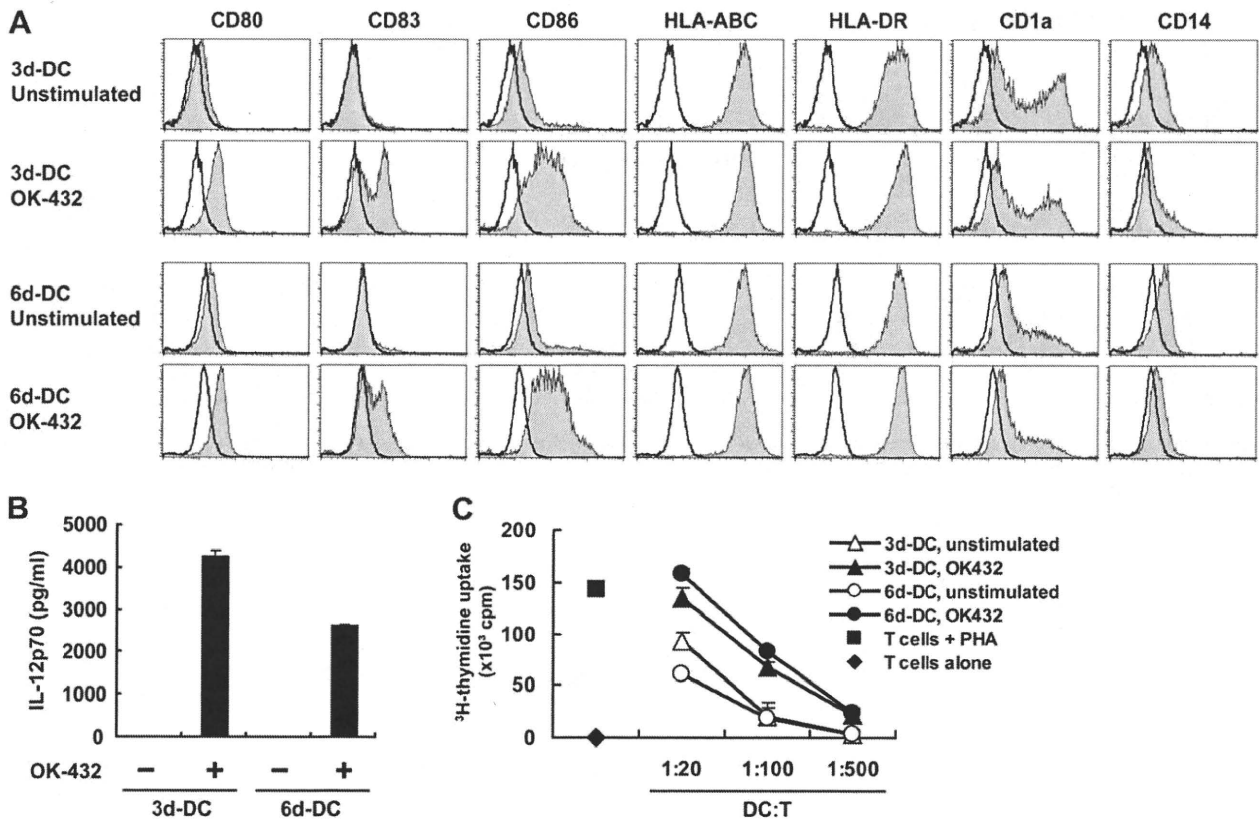 A
CD80 CD83 CD86 HLA-ABC HLA-DR CD1a CD14
3d-DC
Unstimulated
3d-DC
OK-432
6d-DC
Unstimulated
6d-DC
OK-432
B
IL-12p70 (pg/ml)
5000
4000
3000
2000
1000
0
OK-432 − + − +
3d-DC 6d-DC
C
³H-thymidine uptake
(x10³ cpm)
200
150
100
50
0
1:20 1:100 1:500
DC:T
3d-DC, unstimulated
3d-DC, OK432
6d-DC, unstimulated
6d-DC, OK432
T cells + PHA
T cells alone